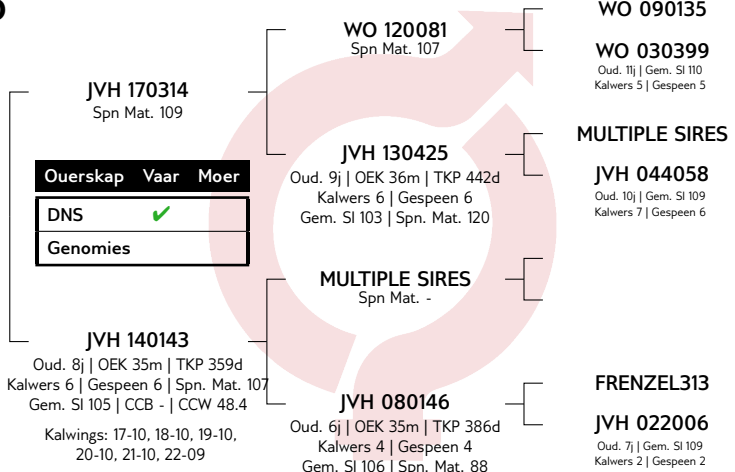 WO 090135
WO 120081
Spn Mat. 107
WO 030399
Oud. 11j | Gem. SI 110
Kalwers 5 | Gespeen 5
JVH 170314
Spn Mat. 109
MULTIPLE SIRES
JVH 130425
Oud. 9j | OEK 36m | TKP 442d
Kalwers 6 | Gespeen 6
Gem. SI 103 | Spn. Mat. 120
JVH 044058
Oud. 10j | Gem. SI 109
Kalwers 7 | Gespeen 6
Ouerskap Vaar Moer
DNS ✔
Genomies
MULTIPLE SIRES
Spn Mat. -
JVH 140143
Oud. 8j | OEK 35m | TKP 359d
Kalwers 6 | Gespeen 6 | Spn. Mat. 107
Gem. SI 105 | CCB - | CCW 48.4
Kalwings: 17-10, 18-10, 19-10,
20-10, 21-10, 22-09
FRENZEL313
JVH 080146
Oud. 6j | OEK 35m | TKP 386d
Kalwers 4 | Gespeen 4
Gem. SI 106 | Spn. Mat. 88
JVH 022006
Oud. 7j | Gem. SI 109
Kalwers 2 | Gespeen 2